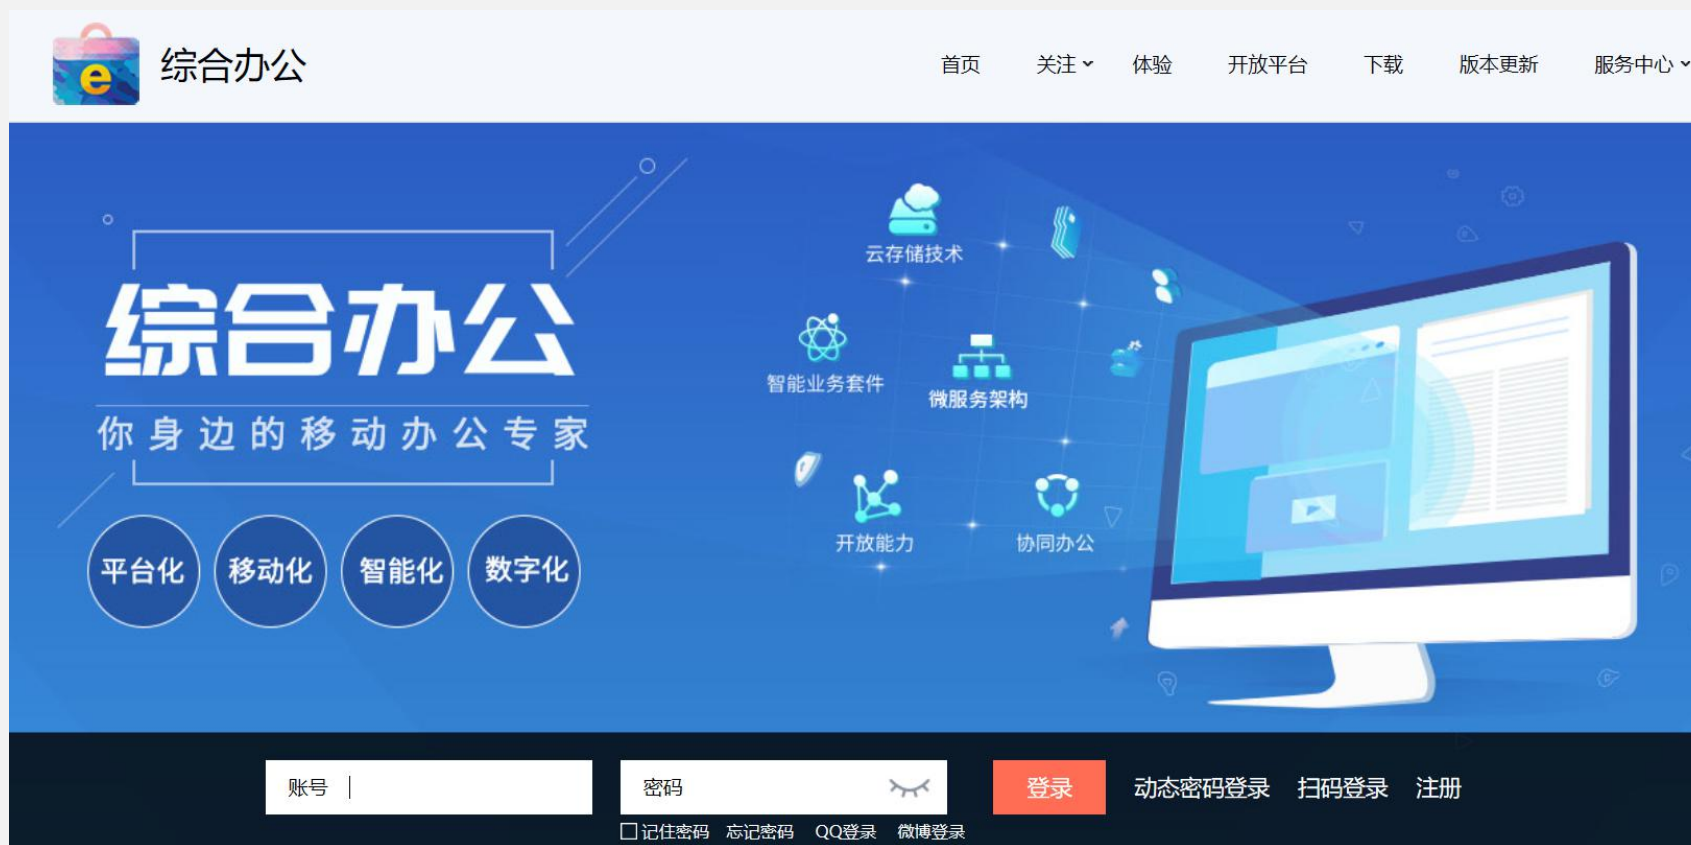 综合办公
首页 关注 体验 开放平台 下载 版本更新 服务中心
综合办公
你身边的移动办公专家
平台化 移动化 智能化 数字化
云存储技术
智能业务套件
微服务架构
开放能力
协同办公
账号 密码 登录 动态密码登录 扫码登录 注册
记住密码 忘记密码 QQ登录 微博登录